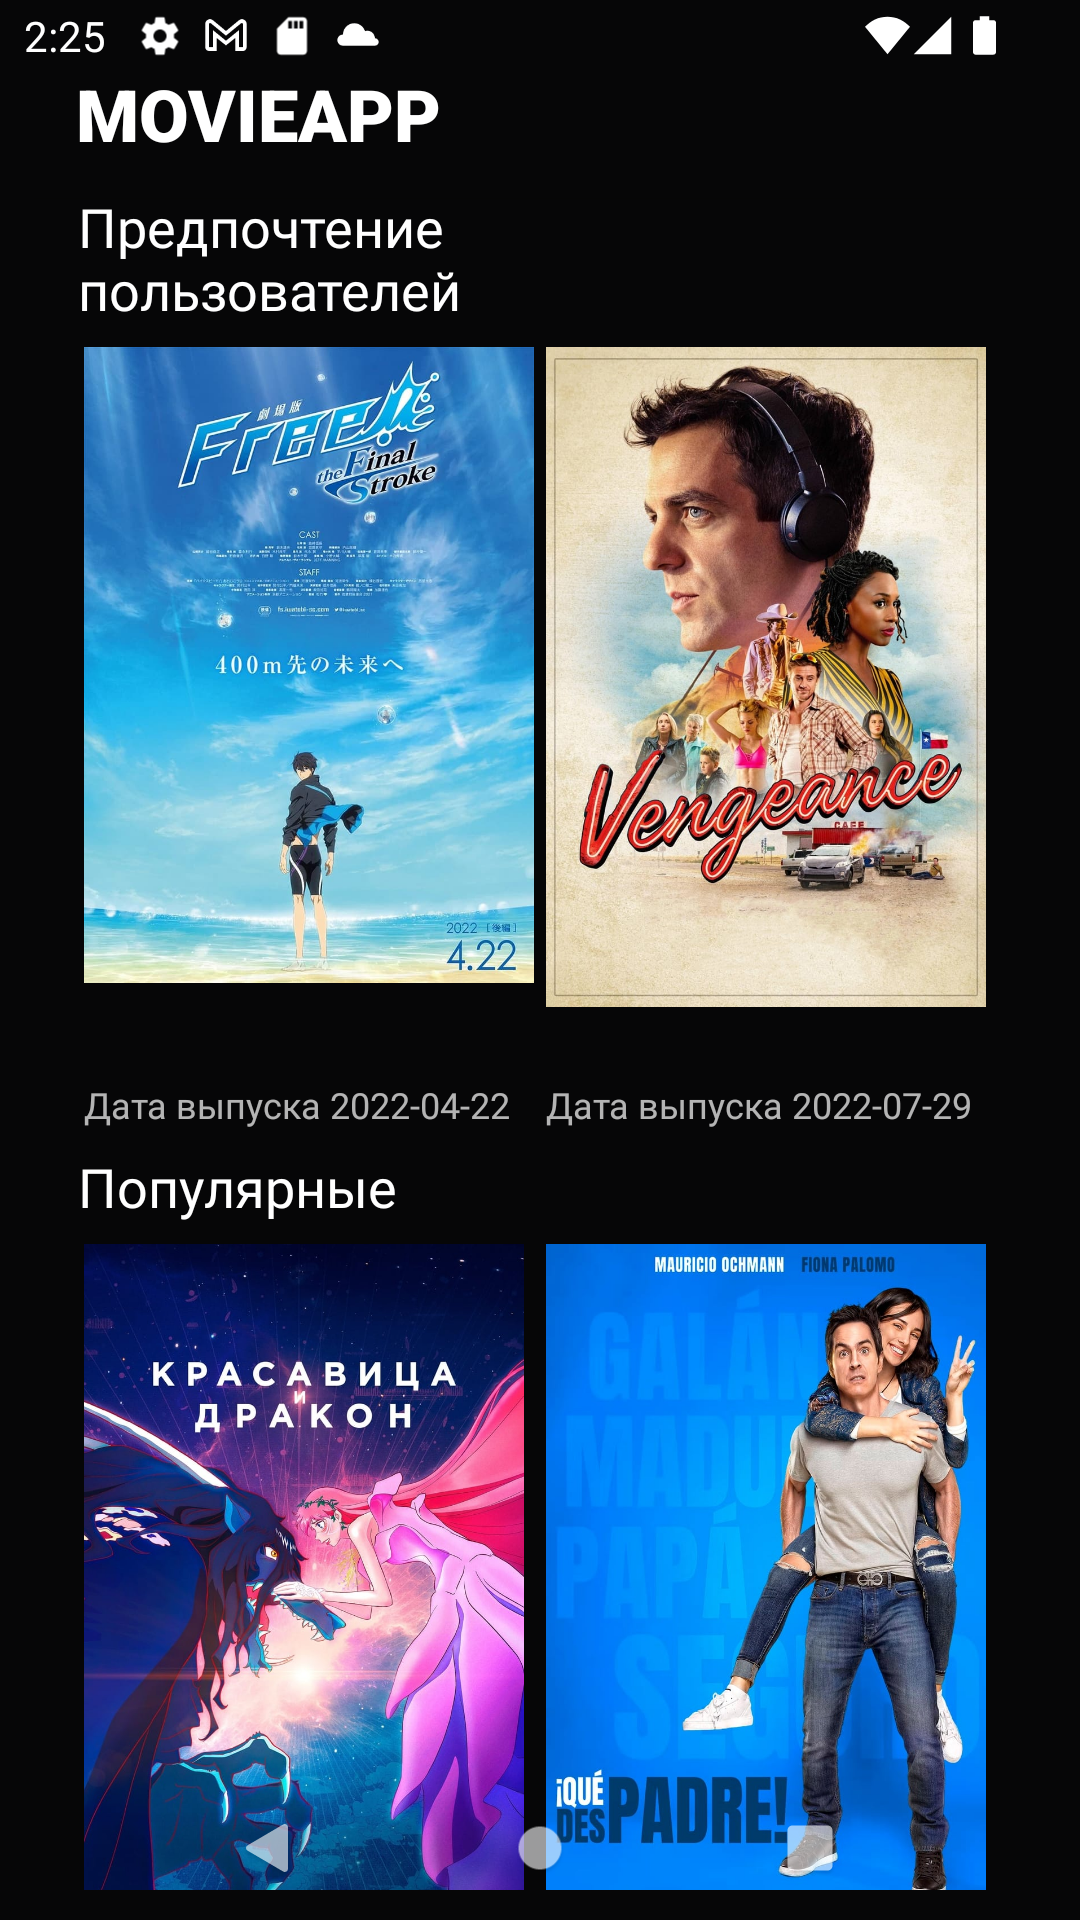 2:25
MOVIEAPP
Предпочтение
пользователей
劇場版
Free!
the Final
Stroke
CAST
STAFF
400m先の未来へ
2022 [後編]
4.22
Vengeance
CAFE
Дата выпуска 2022-04-22
Дата выпуска 2022-07-29
Популярные
КРАСАВИЦА
И
ДРАКОН
MAURICIO OCHMANN FIONA PALOMO
GALÁN
MADU
PAPÁ
¡QUÉ
DESPADRE!